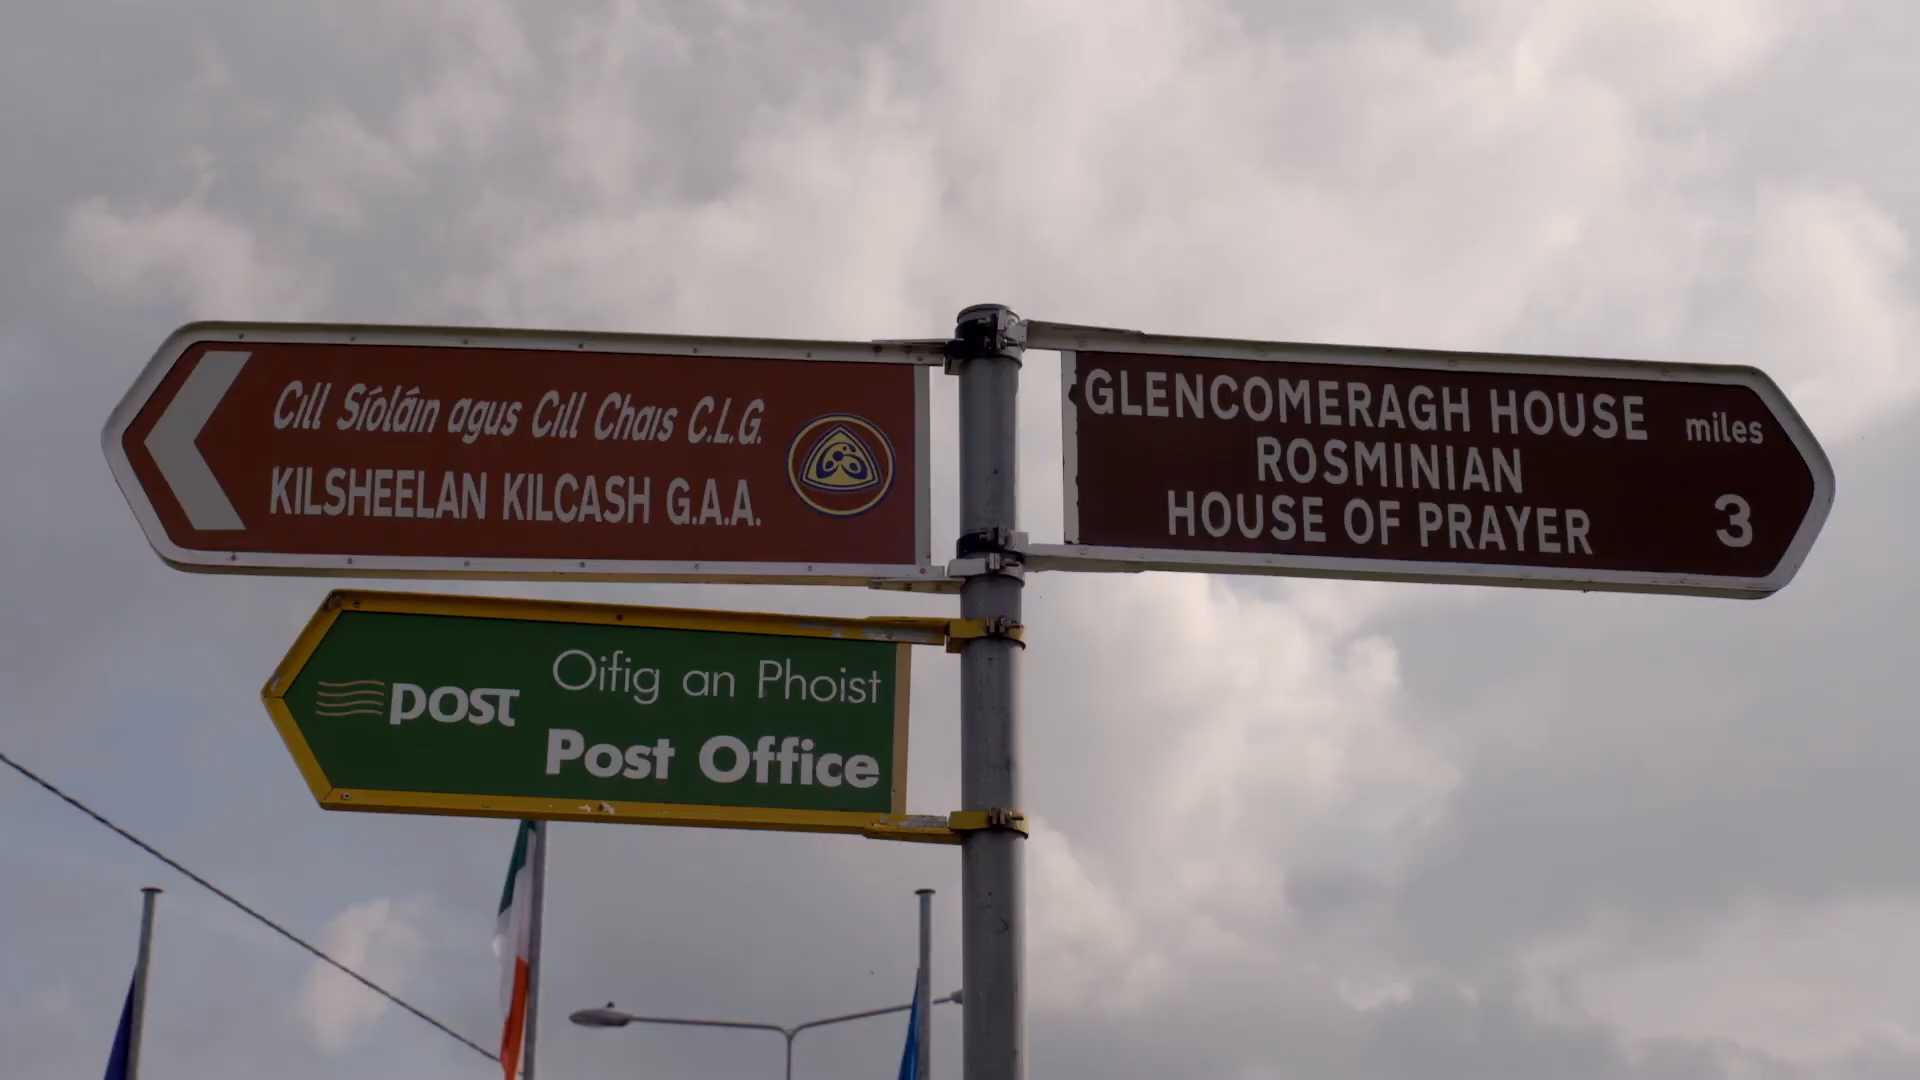 Cıll Síoláın agus Cıll Chaıs C.L.G.
KILSHEELAN KILCASH G.A.A.
GLENCOMERAGH HOUSE
ROSMINIAN
HOUSE OF PRAYER
miles
3
post
Oifig an Phoist
Post Office